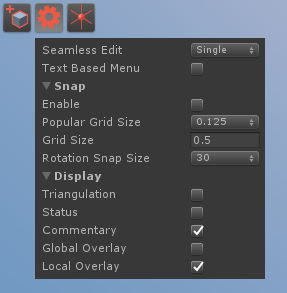 Seamless Edit Single
Text Based Menu
Snap
Enable
Popular Grid Size 0.125
Grid Size 0.5
Rotation Snap Size 30
Display
Triangulation
Status
Commentary
Global Overlay
Local Overlay